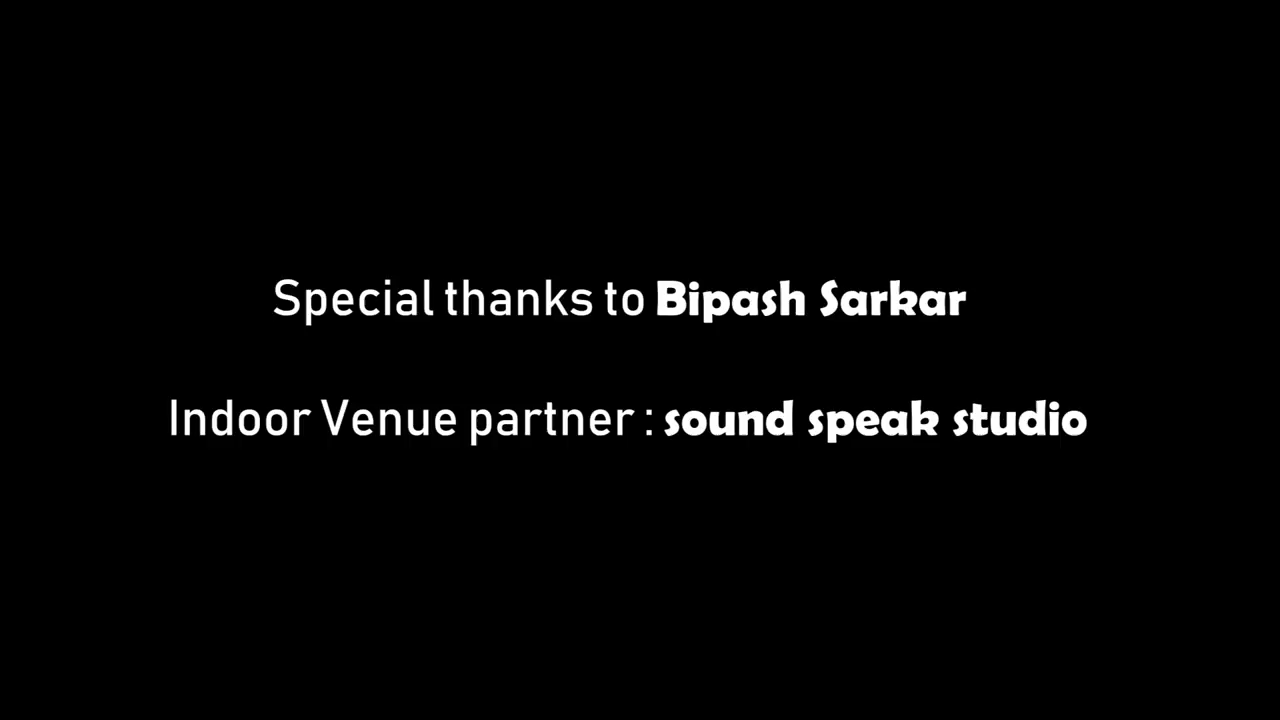 Special thanks to Bipash Sarkar
Indoor Venue partner : sound speak studio